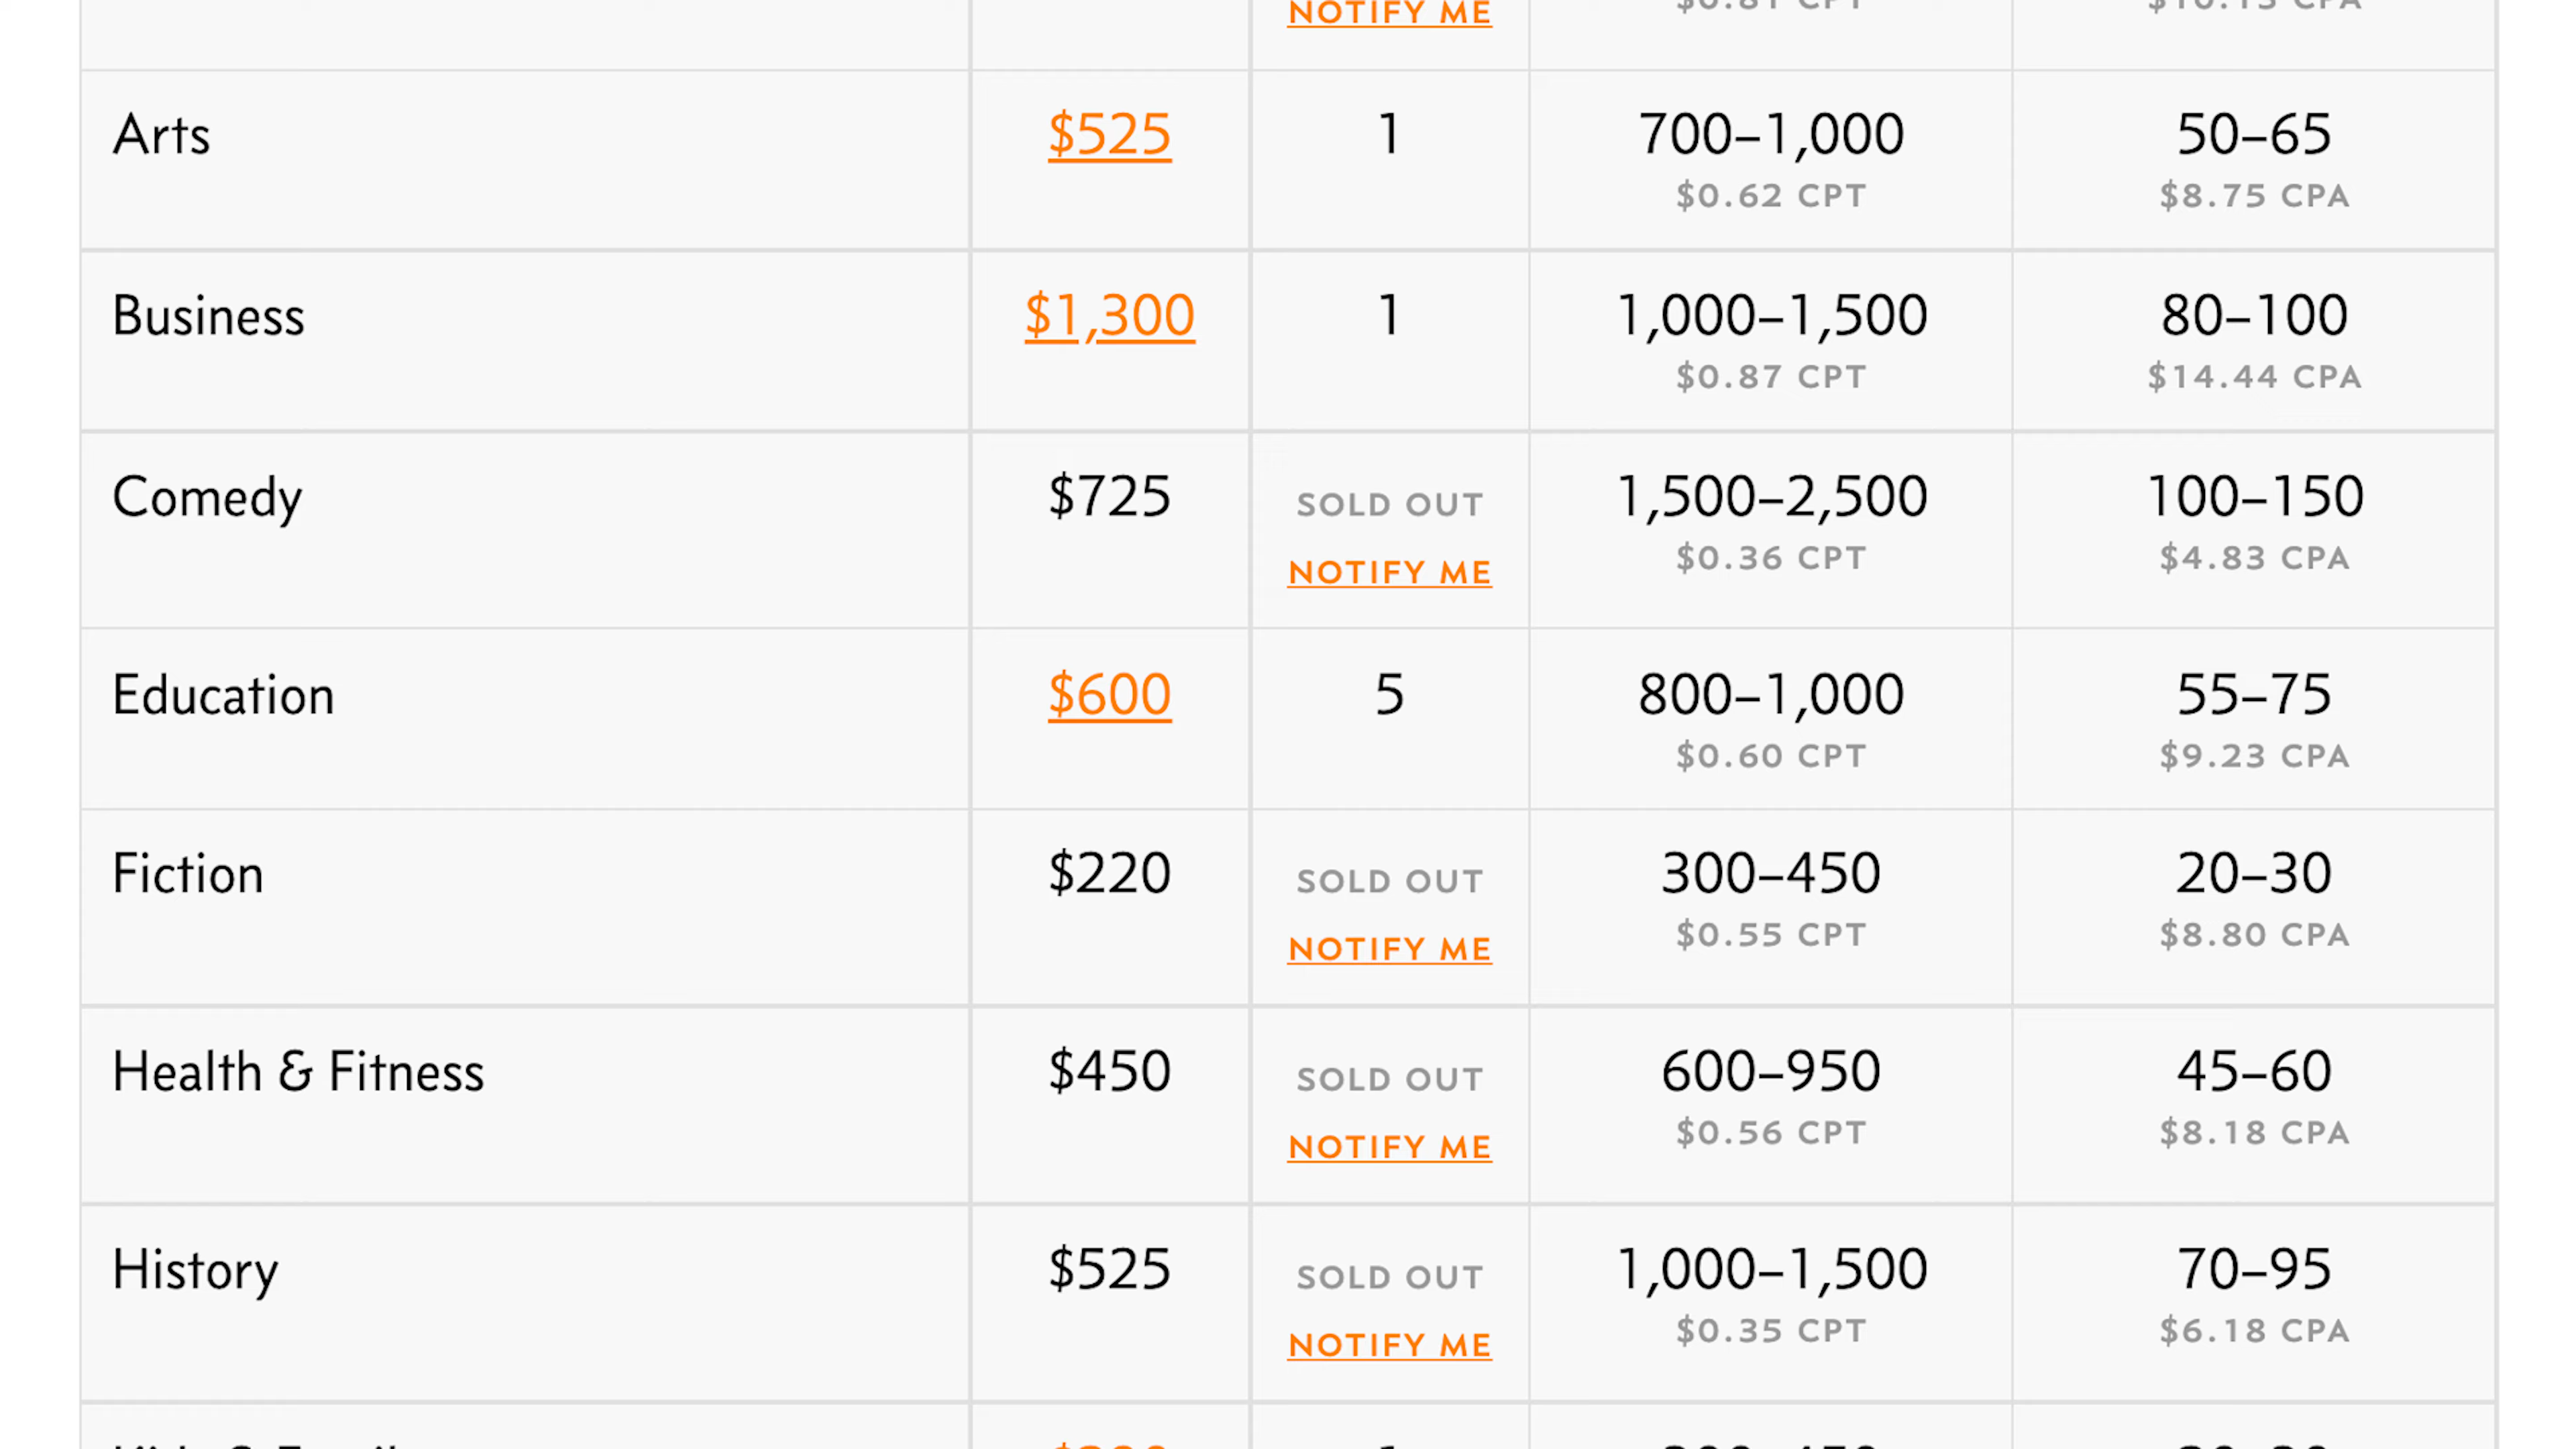 NOTIFY ME
Arts $525 1 700–1,000 50–65
$0.62 CPT $8.75 CPA
Business $1,300 1 1,000–1,500 80–100
$0.87 CPT $14.44 CPA
Comedy $725 SOLD OUT 1,500–2,500 100–150
NOTIFY ME $0.36 CPT $4.83 CPA
Education $600 5 800–1,000 55–75
$0.60 CPT $9.23 CPA
Fiction $220 SOLD OUT 300–450 20–30
NOTIFY ME $0.55 CPT $8.80 CPA
Health & Fitness $450 SOLD OUT 600–950 45–60
NOTIFY ME $0.56 CPT $8.18 CPA
History $525 SOLD OUT 1,000–1,500 70–95
NOTIFY ME $0.35 CPT $6.18 CPA